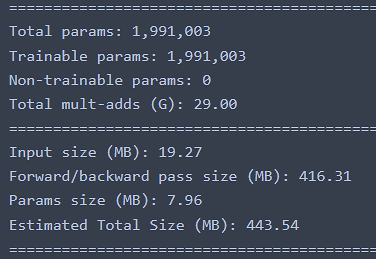 ==========================================
Total params: 1,991,003
Trainable params: 1,991,003
Non-trainable params: 0
Total mult-adds (G): 29.00
==========================================
Input size (MB): 19.27
Forward/backward pass size (MB): 416.31
Params size (MB): 7.96
Estimated Total Size (MB): 443.54
==========================================